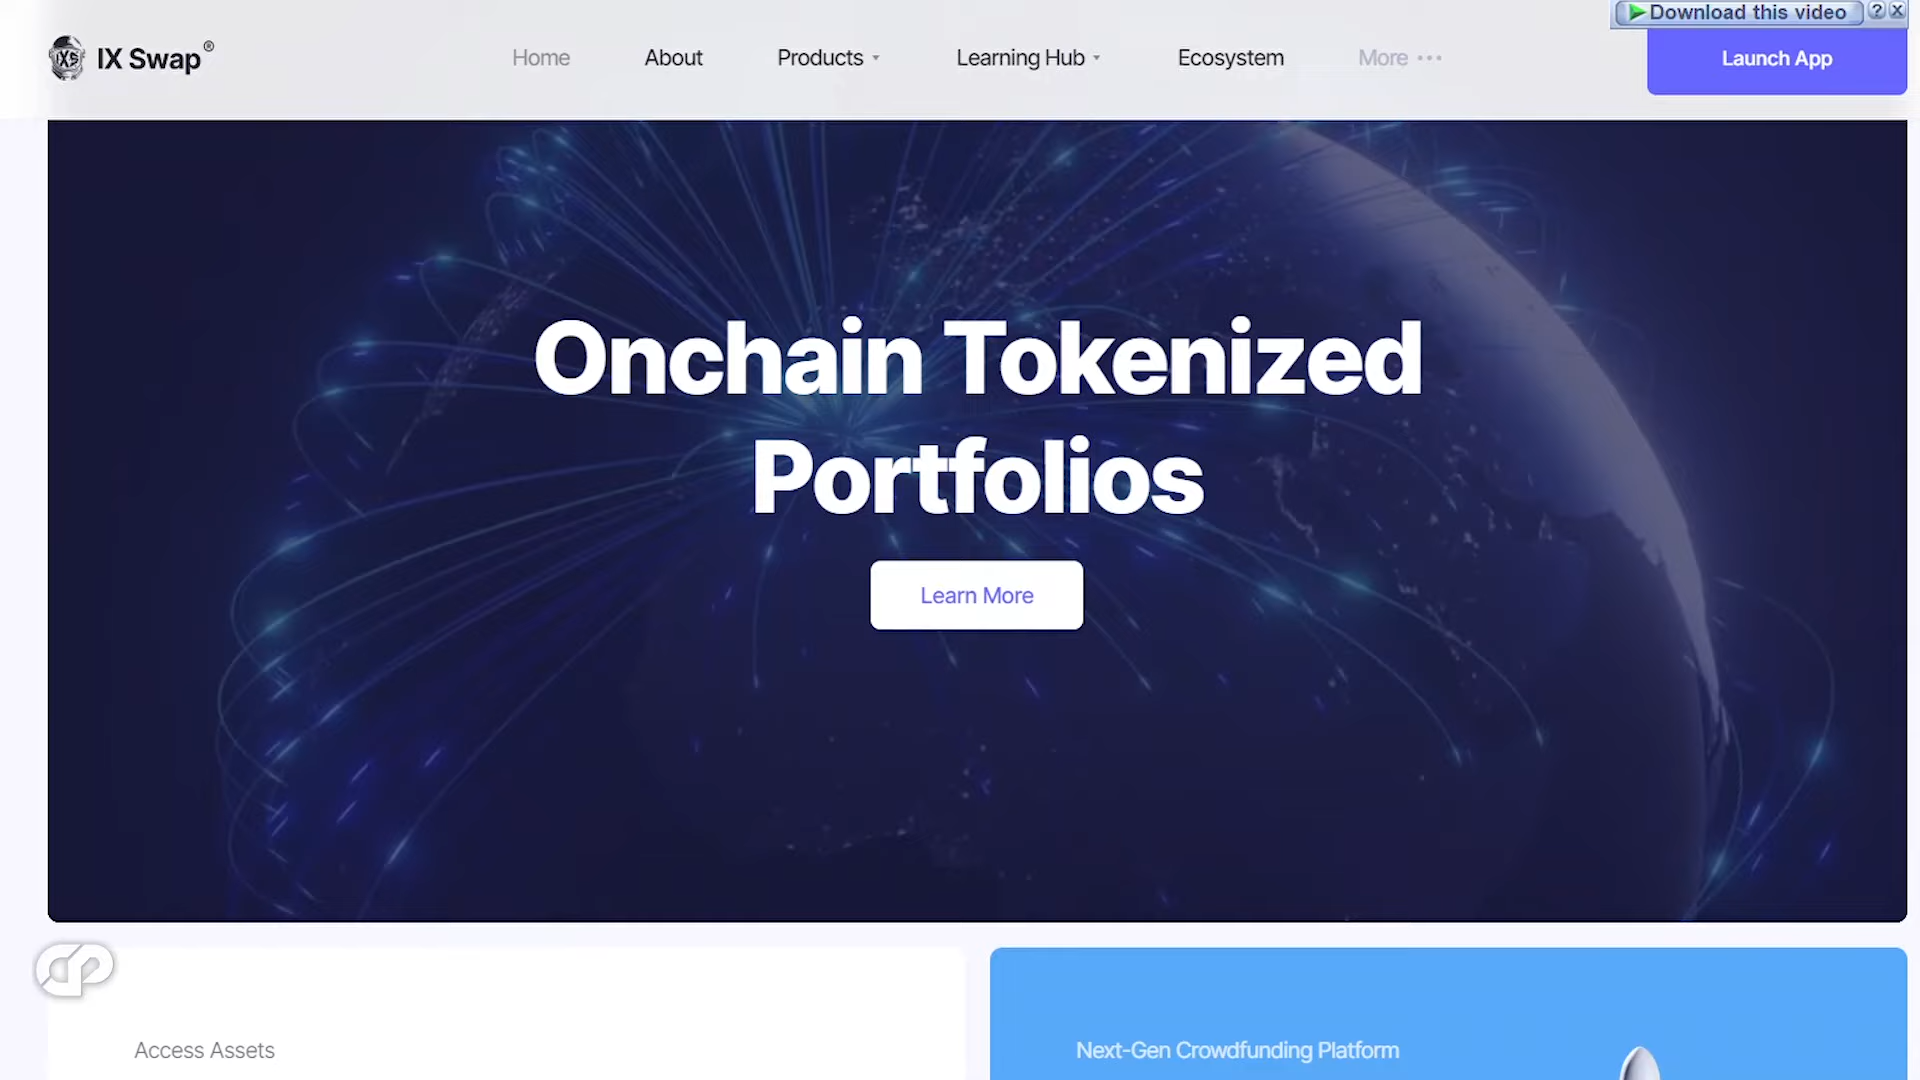 Download this video
IXS
IX Swap®
Home
About
Products
Learning Hub
Ecosystem
More
Launch App
Onchain Tokenized
Portfolios
Learn More
Access Assets
Next-Gen Crowdfunding Platform